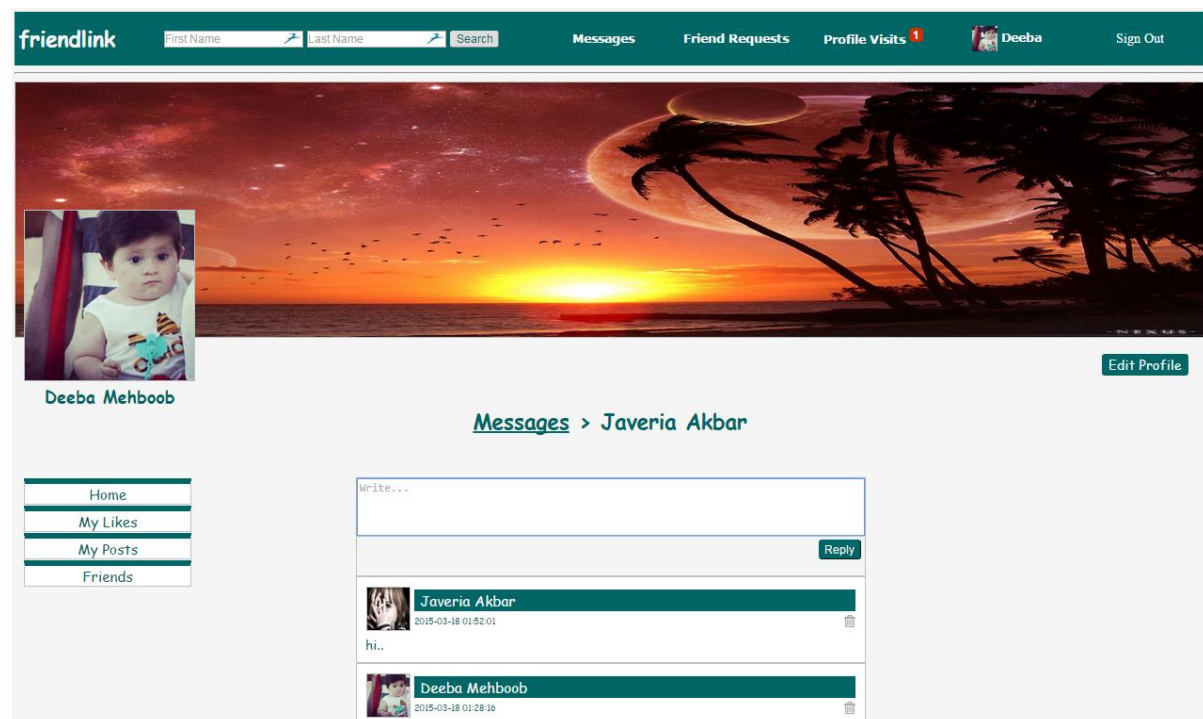 friendlink First Name Last Name Search Messages Friend Requests Profile Visits 1 Deeba Sign Out
-NEXUS-
Edit Profile
Deeba Mehboob
Messages > Javeria Akbar
Home
My Likes
My Posts
Friends
Write...
Reply
Javeria Akbar
2015-03-18 01:52:01
hi..
Deeba Mehboob
2015-03-18 01:28:16